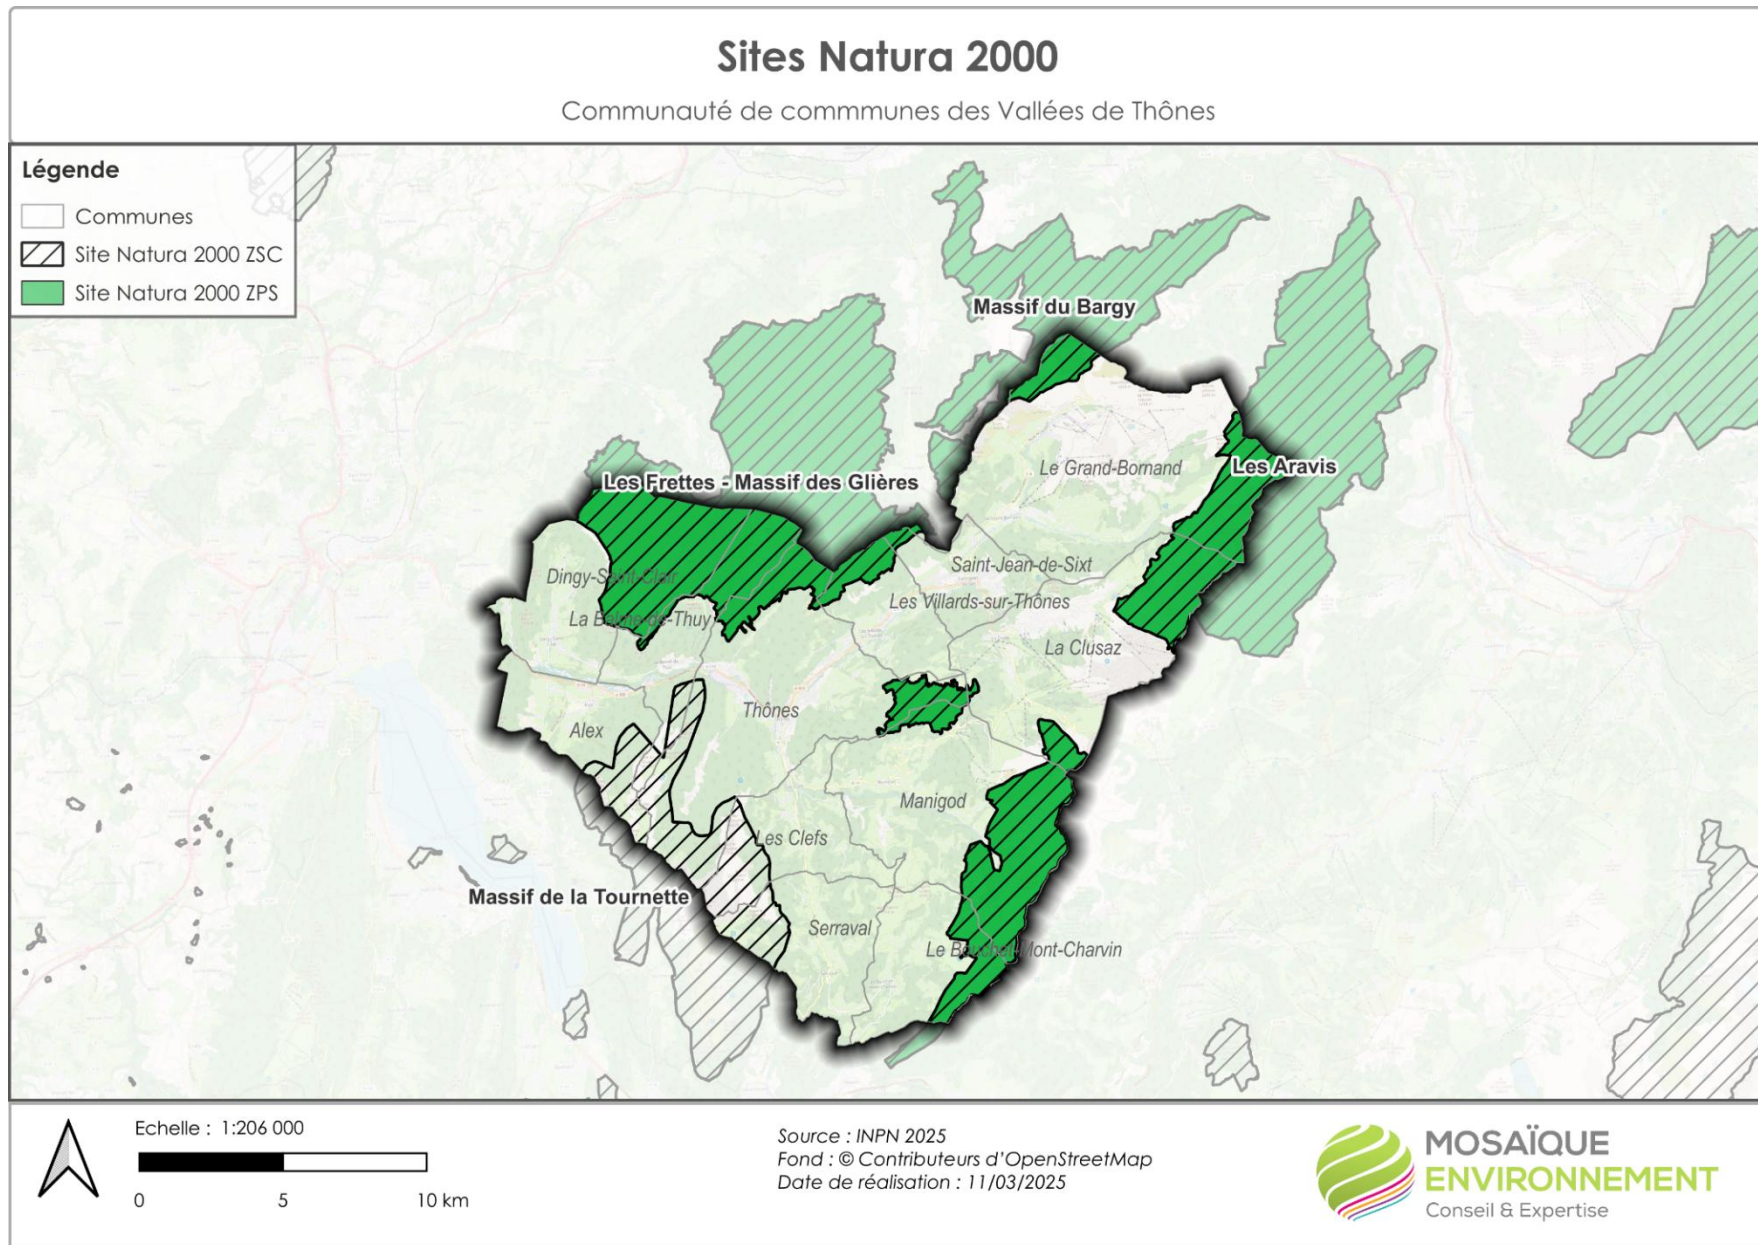 Sites Natura 2000
Communauté de commmunes des Vallées de Thônes
Légende
Communes
Site Natura 2000 ZSC
Site Natura 2000 ZPS
Massif du Bargy
Le Grand-Bornand
Les Aravis
Les Frettes - Massif des Glières
Saint-Jean-de-Sixt
Dingy-Saint-Clair
Les Villards-sur-Thônes
La Balme-de-Thuy
La Clusaz
Thônes
Alex
Manigod
Les Clefs
Massif de la Tournette
Serraval
Le Bouchet-Mont-Charvin
Echelle : 1:206 000
0 5 10 km
Source : INPN 2025
Fond : © Contributeurs d'OpenStreetMap
Date de réalisation : 11/03/2025
MOSAÏQUE
ENVIRONNEMENT
Conseil & Expertise